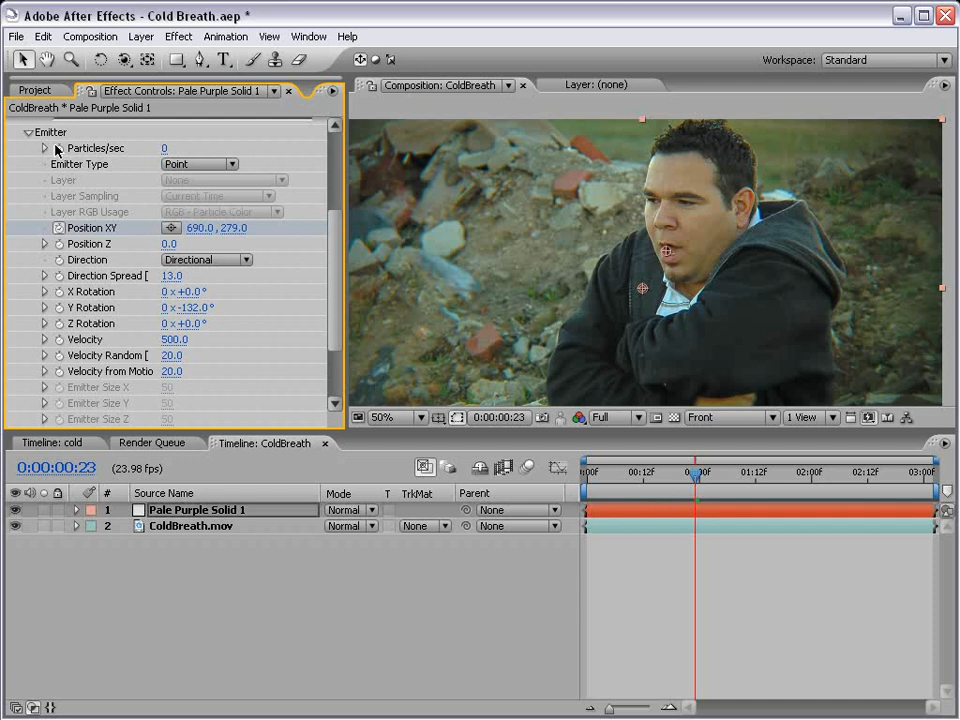 Adobe After Effects - Cold Breath.aep *
File Edit Composition Layer Effect Animation View Window Help
Workspace: Standard
Project Effect Controls: Pale Purple Solid 1 Composition: ColdBreath Layer: (none)
ColdBreath * Pale Purple Solid 1
Emitter
Particles/sec 0
Emitter Type Point
Layer None
Layer Sampling Current Time
Layer RGB Usage RGB - Particle Color
Position XY 690.0, 279.0
Position Z 0.0
Direction Directional
Direction Spread [ 13.0
X Rotation 0 x +0.0°
Y Rotation 0 x -132.0°
Z Rotation 0 x +0.0°
Velocity 500.0
Velocity Random [ 20.0
Velocity from Motio 20.0
Emitter Size X 50
Emitter Size Y 50
Emitter Size Z 50
50% 0:00:00:23 Full Front 1 View
Timeline: cold Render Queue Timeline: ColdBreath
0:00:00:23 (23.98 fps)
:00f 00:12f 01:12f 02:00f 02:12f 03:00f
# Source Name Mode T TrkMat Parent
1 Pale Purple Solid 1 Normal None
2 ColdBreath.mov Normal None None